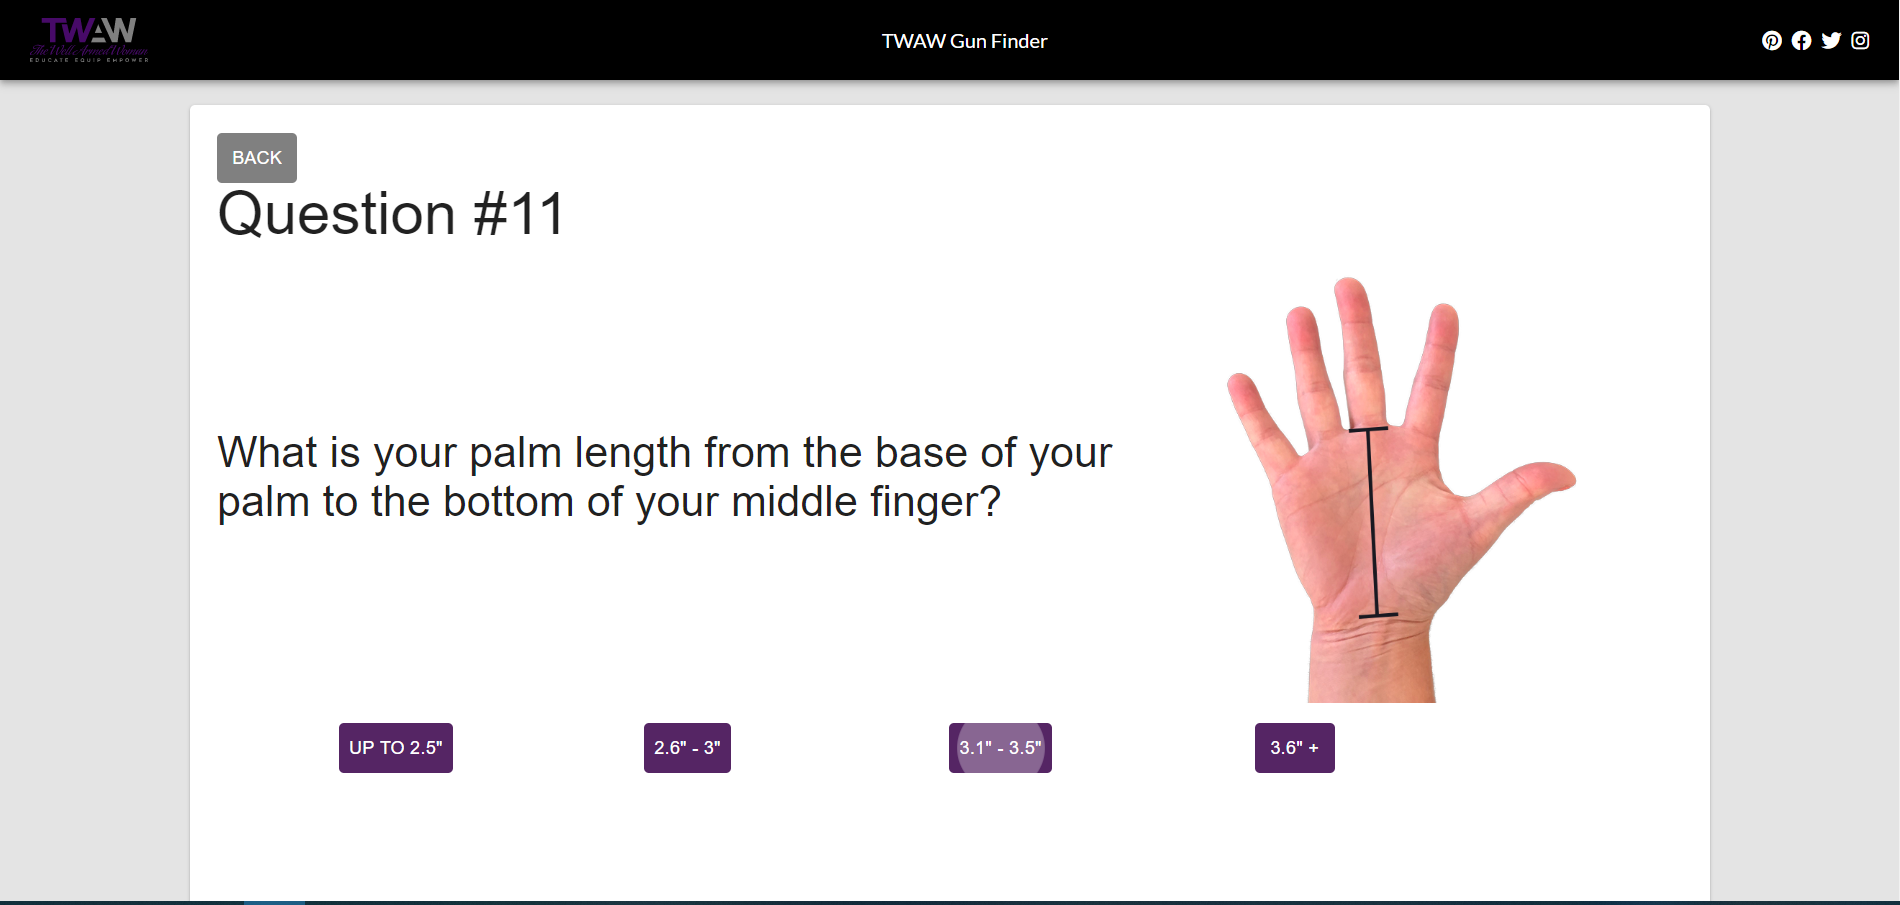 TWAW
The Well Armed Woman
EDUCATE EQUIP EMPOWER
TWAW Gun Finder
BACK
Question #11
What is your palm length from the base of your
palm to the bottom of your middle finger?
UP TO 2.5"
2.6" - 3"
3.1" - 3.5"
3.6" +